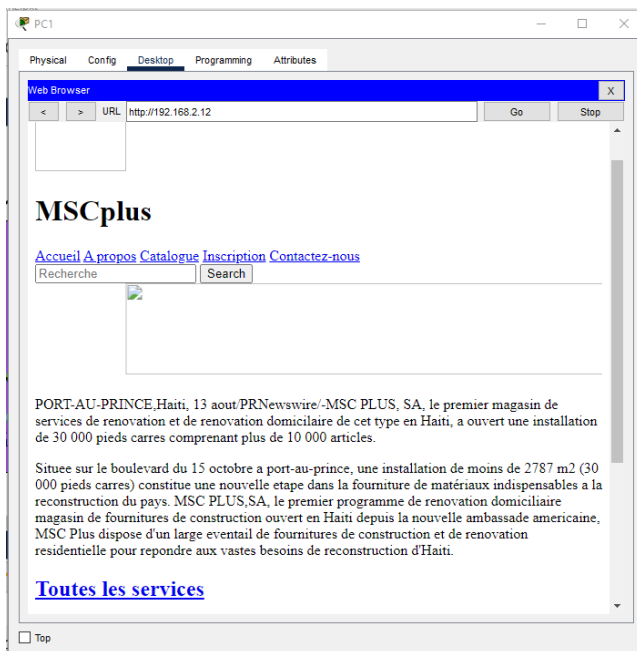 PC1
Physical Config Desktop Programming Attributes
Web Browser X
< > URL http://192.168.2.12 Go Stop
MSCplus
Accueil A propos Catalogue Inscription Contactez-nous
Recherche Search
PORT-AU-PRINCE,Haiti, 13 aout/PRNewswire/-MSC PLUS, SA, le premier magasin de
services de renovation et de renovation domicilaire de cet type en Haiti, a ouvert une installation
de 30 000 pieds carres comprenant plus de 10 000 articles.
Situee sur le boulevard du 15 octobre a port-au-prince, une installation de moins de 2787 m2 (30
000 pieds carres) constitue une nouvelle etape dans la fourniture de matériaux indispensables a la
reconstruction du pays. MSC PLUS,SA, le premier programme de renovation domiciliaire
magasin de fournitures de construction ouvert en Haiti depuis la nouvelle ambassade americaine,
MSC Plus dispose d'un large eventail de fournitures de construction et de renovation
residentielle pour repondre aux vastes besoins de reconstruction d'Haiti.
Toutes les services
Top